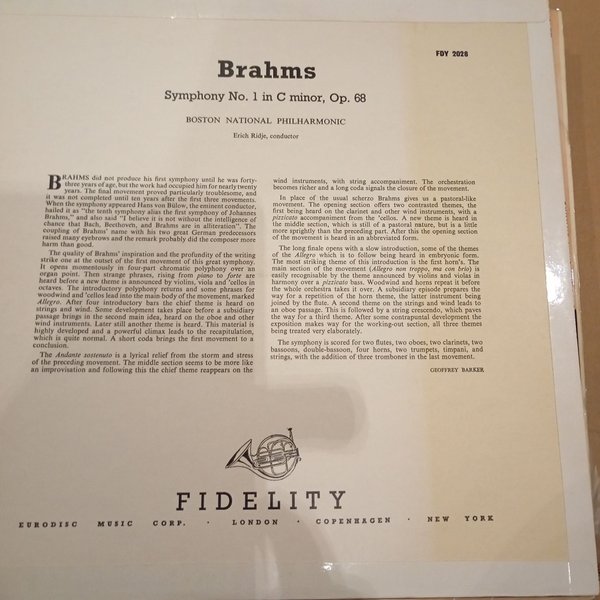 FDY 2028
Brahms
Symphony No. 1 in C minor, Op. 68
BOSTON NATIONAL PHILHARMONIC
Erich Ridje, conductor
BRAHMS did not produce his first symphony until he was forty-
three years of age, but the work had occupied him for nearly twenty
years. The final movement proved particularly troublesome, and
it was not completed until ten years after the first three movements.
When the symphony appeared Hans von Bülow, the eminent conductor,
hailed it as "the tenth symphony alias the first symphony of Johannes
Brahms," and also said "I believe it is not without the intelligence of
chance that Bach, Beethoven, and Brahms are in alliteration". The
coupling of Brahms' name with his two great German predecessors
raised many eyebrows and the remark probably did the composer more
harm than good.
The quality of Brahms' inspiration and the profundity of the writing
strike one at the outset of the first movement of this great symphony.
It opens momentously in four-part chromatic polyphony over an
organ point. Then strange phrases, rising from piano to forte are
heard before a new theme is announced by violins, viola and 'cellos in
octaves. The introductory polyphony returns and some phrases for
woodwind and 'cellos lead into the main body of the movement, marked
Allegro. After four introductory bars the chief theme is heard on
strings and wind. Some development takes place before a subsidiary
passage brings in the second main idea, heard on the oboe and other
wind instruments. Later still another theme is heard. This material is
highly developed and a powerful climax leads to the recapitulation,
which is quite normal. A short coda brings the first movement to a
conclusion.
The Andante sostenuto is a lyrical relief from the storm and stress
of the preceding movement. The middle section seems to be more like
an improvisation and following this the chief theme reappears on the
wind instruments, with string accompaniment. The orchestration
becomes richer and a long coda signals the closure of the movement.
In place of the usual scherzo Brahms gives us a pastoral-like
movement. The opening section offers two contrasted themes, the
first being heard on the clarinet and other wind instruments, with a
pizzicato accompaniment from the 'cellos. A new theme is heard in
the middle section, which is still of a pastoral nature, but is a little
more sprightly than the preceding part. After this the opening section
of the movement is heard in an abbreviated form.
The long finale opens with a slow introduction, some of the themes
of the Allegro which is to follow being heard in embryonic form.
The most striking theme of this introduction is the first horn's. The
main section of the movement (Allegro non troppo, ma con brio) is
easily recognisable by the theme announced by violins and violas in
harmony over a pizzicato bass. Woodwind and horns repeat it before
the whole orchestra takes it over. A subsidiary episode prepares the
way for a repetition of the horn theme, the latter instrument being
joined by the flute. A second theme on the strings and wind leads to
an oboe passage. This is followed by a string crescendo, which paves
the way for a third theme. After some continental development the
exposition makes way for the working-out section, all three themes
being treated very elaborately.
The symphony is scored for two flutes, two oboes, two clarinets, two
bassoons, double-bassoon, four horns, two trumpets, timpani, and
strings, with the addition of three trombones in the last movement.
GEOFFREY BARKER
FIDELITY
EURODISC MUSIC CORP. · LONDON · COPENHAGEN · NEW YORK